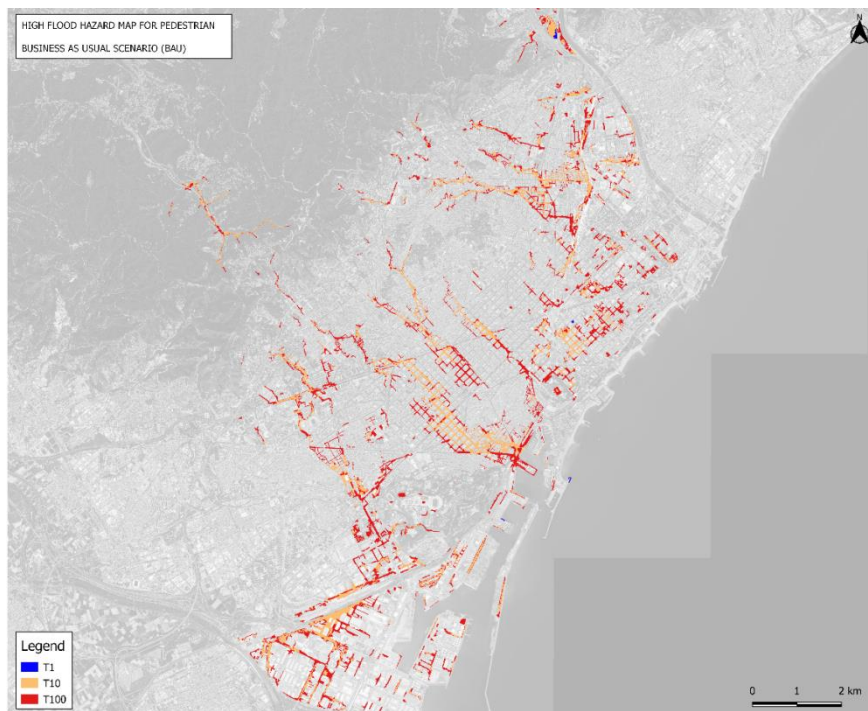 HIGH FLOOD HAZARD MAP FOR PEDESTRIAN
BUSINESS AS USUAL SCENARIO (BAU)
N
Legend
T1
T10
T100
0 1 2 km